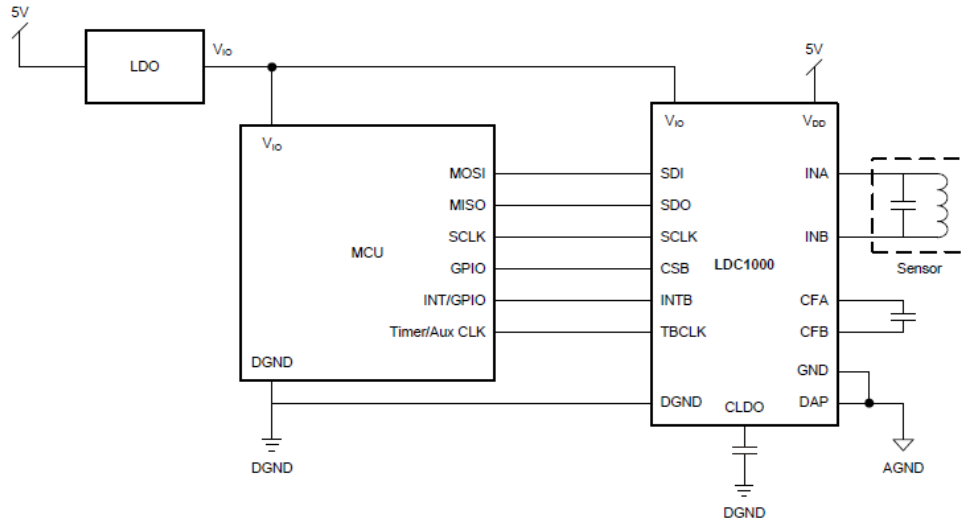 5V
LDO
VIO
5V
VIO
MOSI
MISO
SCLK
GPIO
INT/GPIO
Timer/Aux CLK
MCU
DGND
DGND
VIO
VDD
SDI
SDO
SCLK
CSB
INTB
TBCLK
DGND
LDC1000
INA
INB
CFA
CFB
GND
DAP
CLDO
Sensor
AGND
DGND